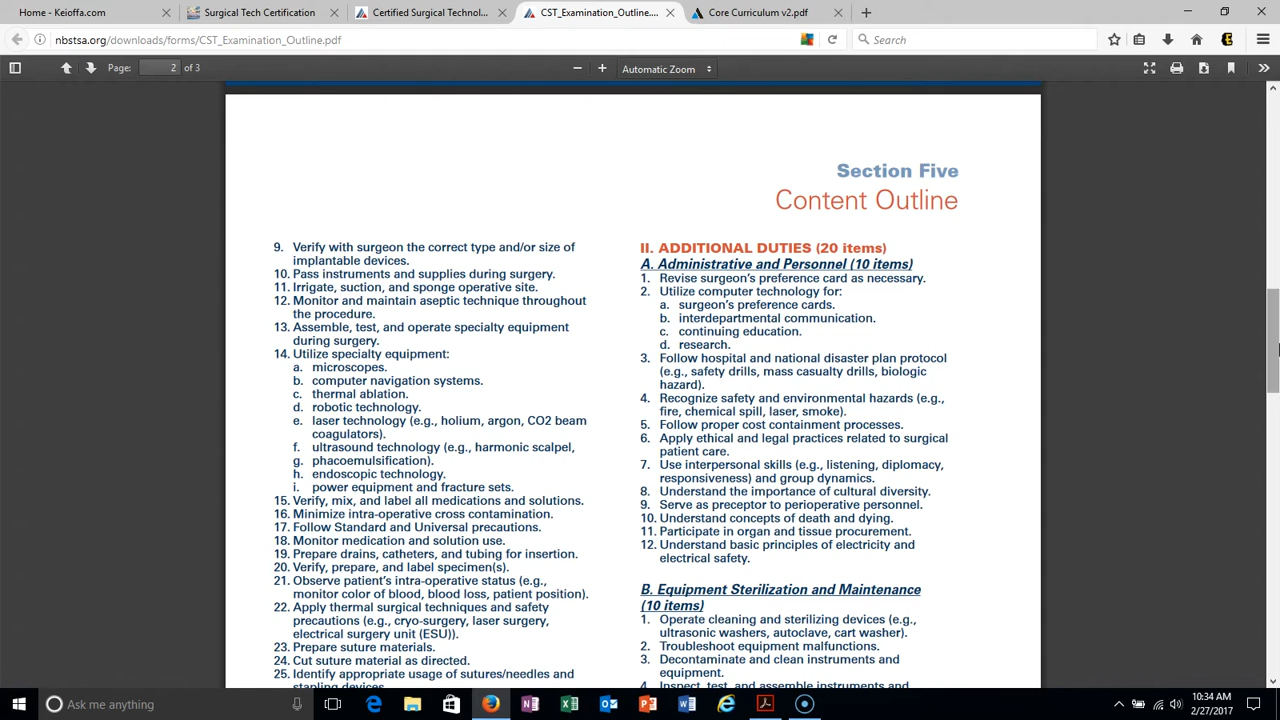 Home - Keiofors.com
Surgical Tech Certification
Certified Surgical Technol...
CST_Examination_Outline....
Core Curriculum v2.pdf
nbstsa.org/downloads/forms/CST_Examination_Outline.pdf
Search
Page: 2 of 3
Automatic Zoom
Section Five
Content Outline
9. Verify with surgeon the correct type and/or size of
implantable devices.
10. Pass instruments and supplies during surgery.
11. Irrigate, suction, and sponge operative site.
12. Monitor and maintain aseptic technique throughout
the procedure.
13. Assemble, test, and operate specialty equipment
during surgery.
14. Utilize specialty equipment:
a. microscopes.
b. computer navigation systems.
c. thermal ablation.
d. robotic technology.
e. laser technology (e.g., holium, argon, CO2 beam
coagulators).
f. ultrasound technology (e.g., harmonic scalpel,
g. phacoemulsification).
h. endoscopic technology.
i. power equipment and fracture sets.
15. Verify, mix, and label all medications and solutions.
16. Minimize intra-operative cross contamination.
17. Follow Standard and Universal precautions.
18. Monitor medication and solution use.
19. Prepare drains, catheters, and tubing for insertion.
20. Verify, prepare, and label specimen(s).
21. Observe patient's intra-operative status (e.g.,
monitor color of blood, blood loss, patient position).
22. Apply thermal surgical techniques and safety
precautions (e.g., cryo-surgery, laser surgery,
electrical surgery unit (ESU)).
23. Prepare suture materials.
24. Cut suture material as directed.
25. Identify appropriate usage of sutures/needles and
stapling devices.
II. ADDITIONAL DUTIES (20 items)
A. Administrative and Personnel (10 items)
1. Revise surgeon's preference card as necessary.
2. Utilize computer technology for:
a. surgeon's preference cards.
b. interdepartmental communication.
c. continuing education.
d. research.
3. Follow hospital and national disaster plan protocol
(e.g., safety drills, mass casualty drills, biologic
hazard).
4. Recognize safety and environmental hazards (e.g.,
fire, chemical spill, laser, smoke).
5. Follow proper cost containment processes.
6. Apply ethical and legal practices related to surgical
patient care.
7. Use interpersonal skills (e.g., listening, diplomacy,
responsiveness) and group dynamics.
8. Understand the importance of cultural diversity.
9. Serve as preceptor to perioperative personnel.
10. Understand concepts of death and dying.
11. Participate in organ and tissue procurement.
12. Understand basic principles of electricity and
electrical safety.
B. Equipment Sterilization and Maintenance
(10 items)
1. Operate cleaning and sterilizing devices (e.g.,
ultrasonic washers, autoclave, cart washer).
2. Troubleshoot equipment malfunctions.
3. Decontaminate and clean instruments and
equipment.
4. Inspect, test, and assemble instruments and
Ask me anything
10:34 AM
2/27/2017